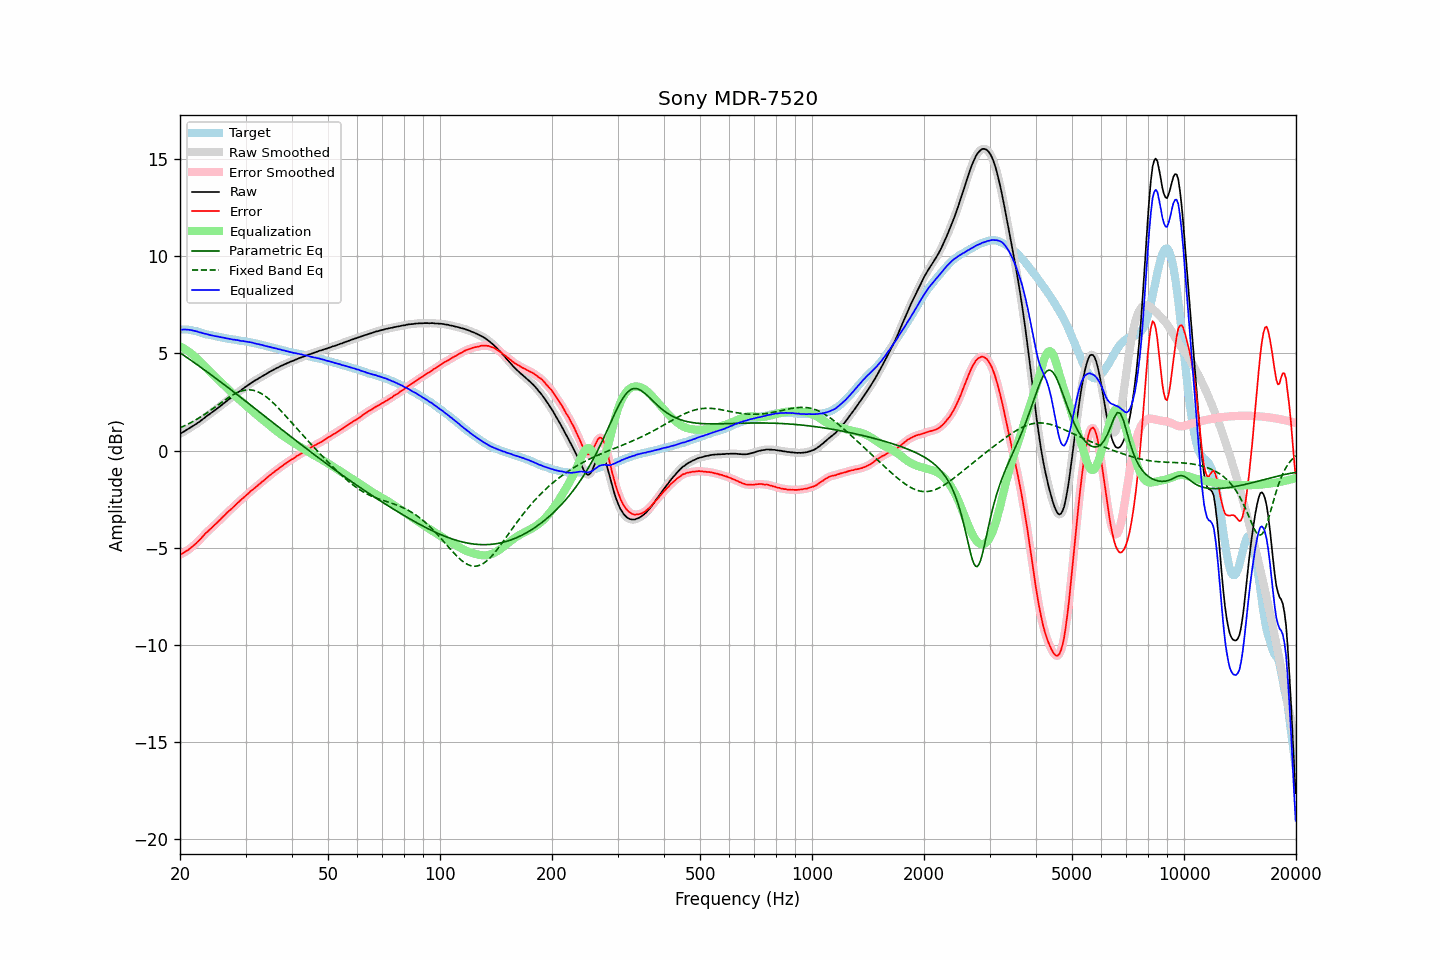 Sony MDR-7520
Target
Raw Smoothed
Error Smoothed
Raw
Error
Equalization
Parametric Eq
Fixed Band Eq
Equalized
15
10
5
0
−5
−10
−15
−20
Amplitude (dBr)
20 50 100 200 500 1000 2000 5000 10000 20000
Frequency (Hz)